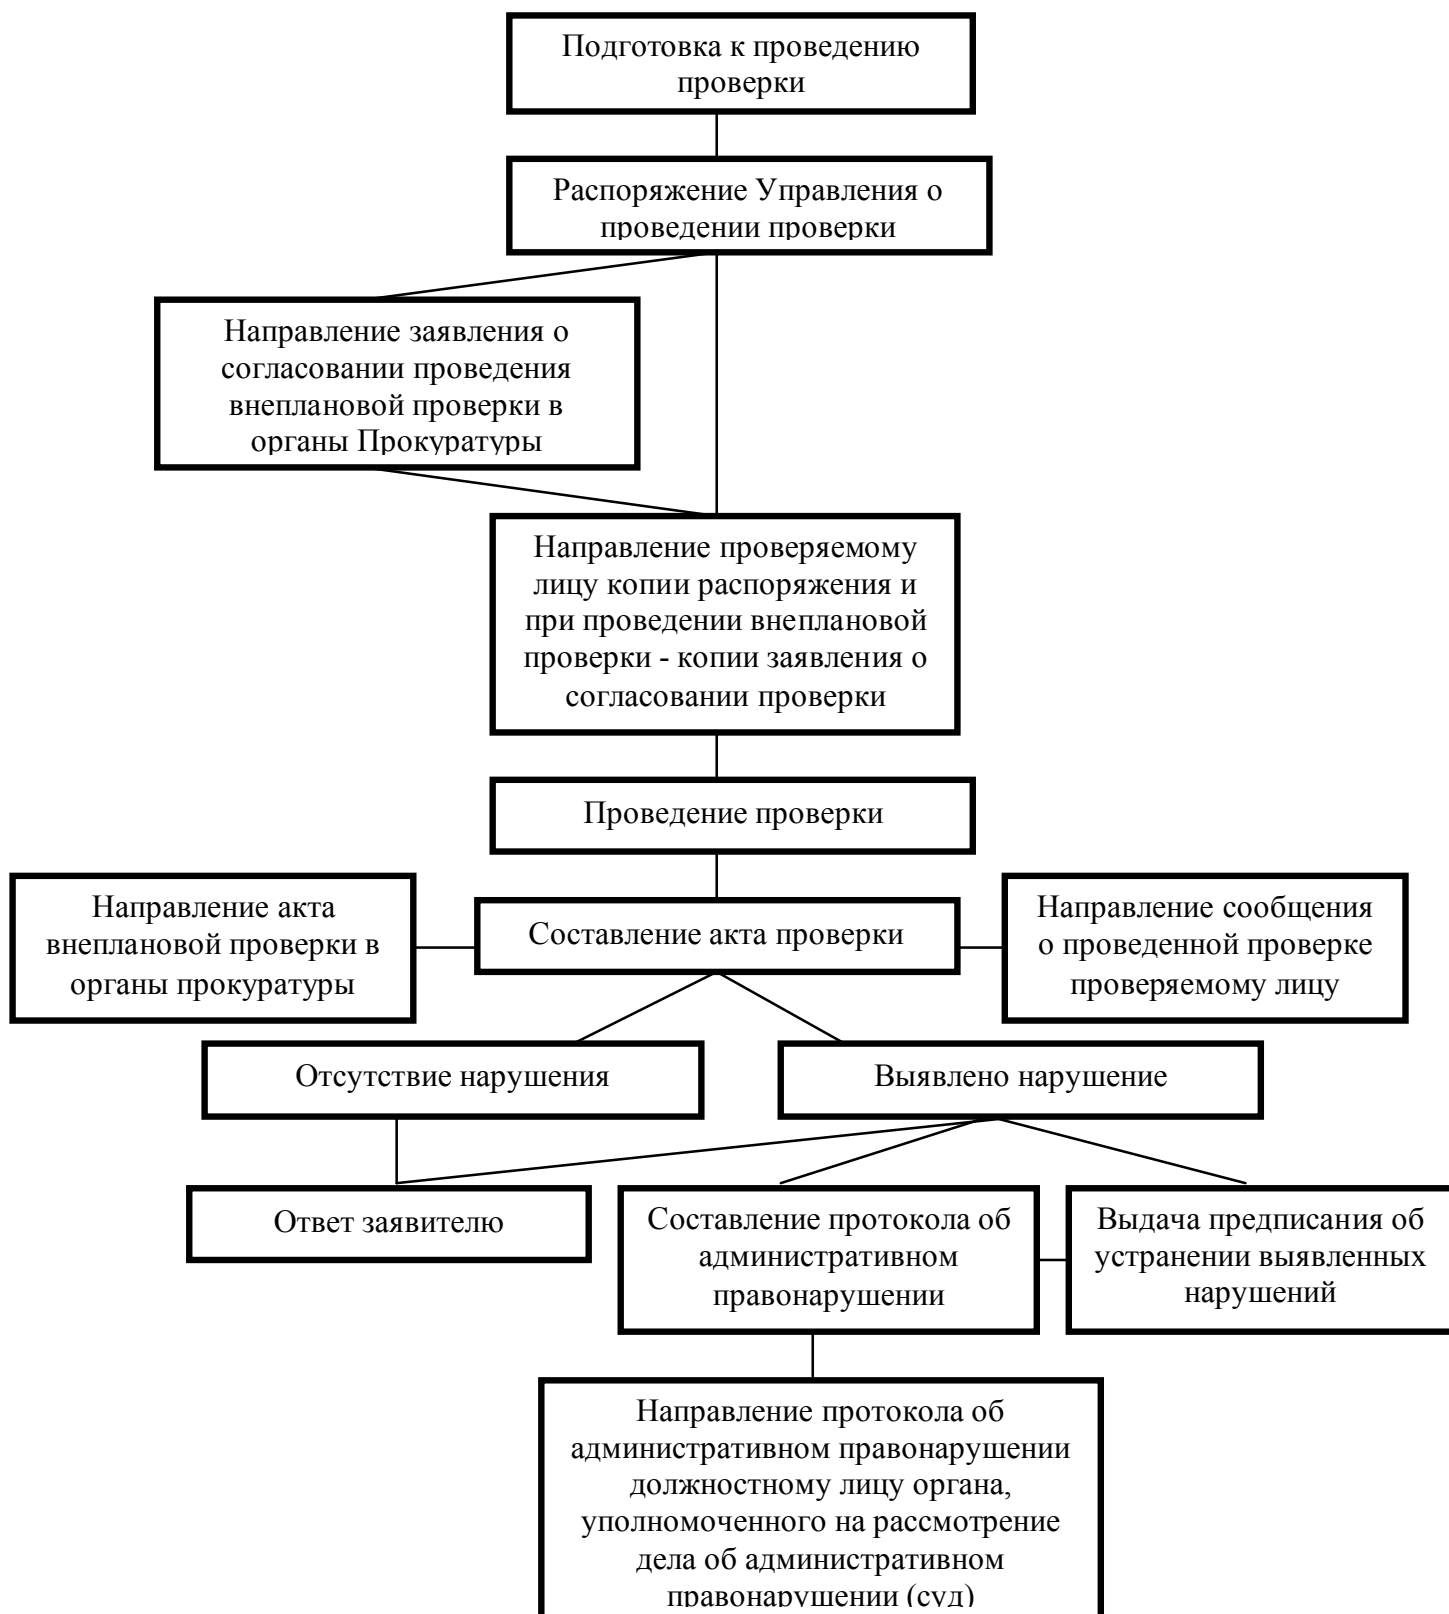 Подготовка к проведению
проверки
Распоряжение Управления о
проведении проверки
Направление заявления о
согласовании проведения
внеплановой проверки в
органы Прокуратуры
Направление проверяемому
лицу копии распоряжения и
при проведении внеплановой
проверки - копии заявления о
согласовании проверки
Проведение проверки
Направление акта
внеплановой проверки в
органы прокуратуры
Составление акта проверки
Направление сообщения
о проведенной проверке
проверяемому лицу
Отсутствие нарушения
Выявлено нарушение
Ответ заявителю
Составление протокола об
административном
правонарушении
Выдача предписания об
устранении выявленных
нарушений
Направление протокола об
административном правонарушении
должностному лицу органа,
уполномоченного на рассмотрение
дела об административном
правонарушении (суд)